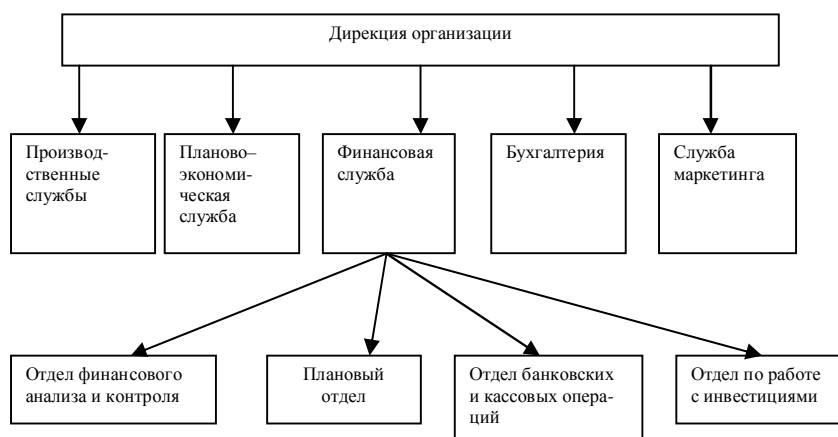 Дирекция организации
Производ-
ственные
службы
Планово–
экономи-
ческая
служба
Финансовая
служба
Бухгалтерия
Служба
маркетинга
Отдел финансового
анализа и контроля
Плановый
отдел
Отдел банковских
и кассовых опера-
ций
Отдел по работе
с инвестициями